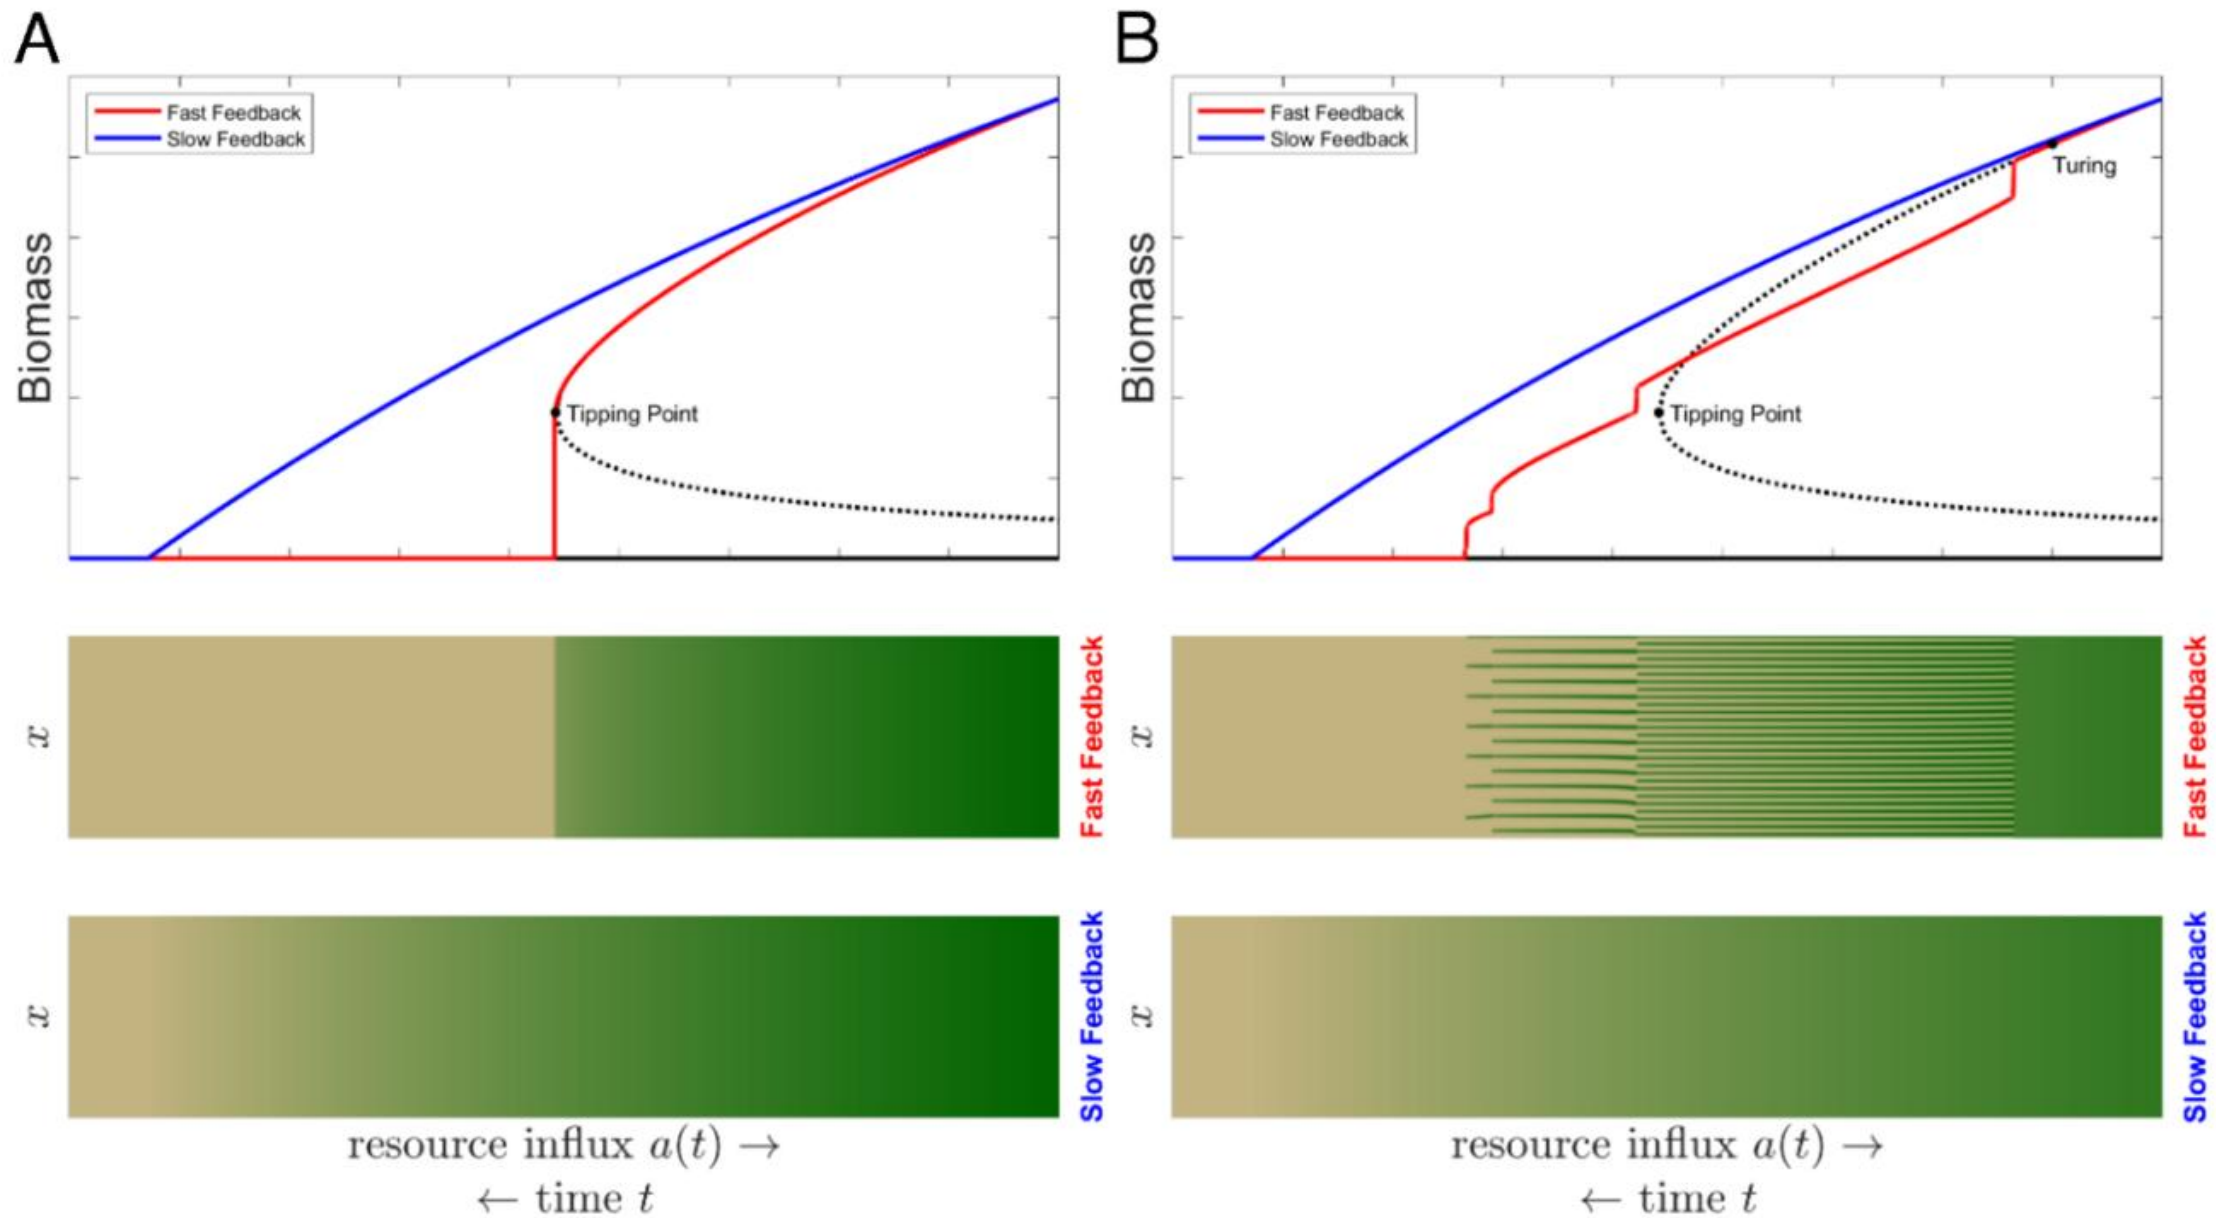 A
Fast Feedback
Slow Feedback
Biomass
Tipping Point
x
Fast Feedback
x
Slow Feedback
resource influx a(t) →
← time t
B
Fast Feedback
Slow Feedback
Biomass
Turing
Tipping Point
x
Fast Feedback
x
Slow Feedback
resource influx a(t) →
← time t